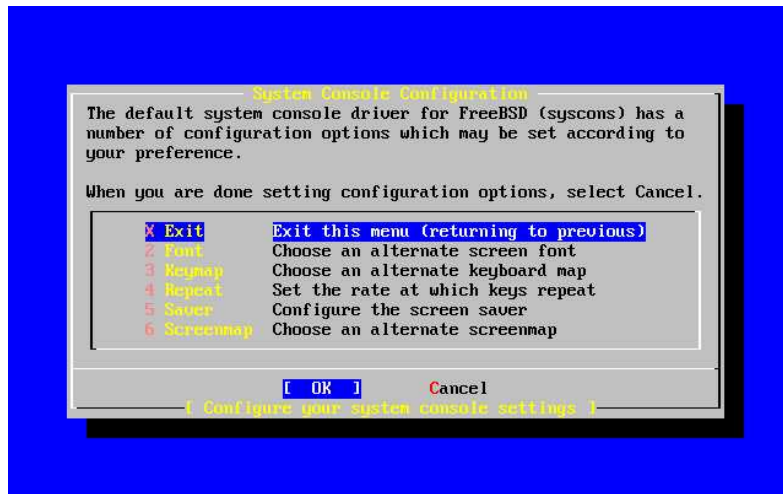 System Console Configuration
The default system console driver for FreeBSD (syscons) has a
number of configuration options which may be set according to
your preference.
When you are done setting configuration options, select Cancel.
X Exit Exit this menu (returning to previous)
2 Font Choose an alternate screen font
3 Keymap Choose an alternate keyboard map
4 Repeat Set the rate at which keys repeat
5 Saver Configure the screen saver
6 Screenmap Choose an alternate screenmap
[ OK ] Cancel
[ Configure your system console settings ]